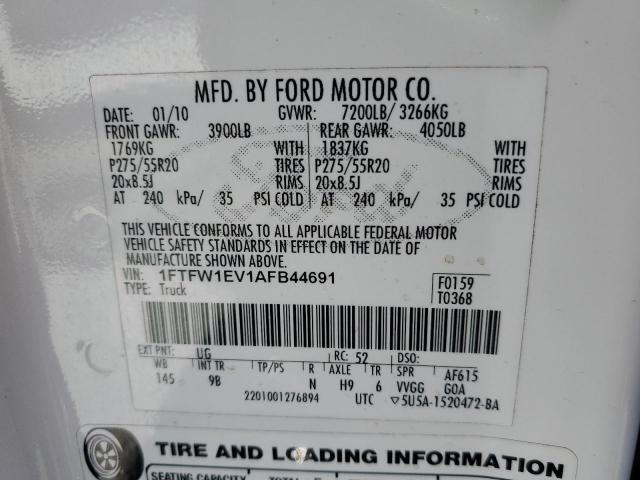 MFD. BY FORD MOTOR CO.
DATE: 01/10 GVWR: 7200LB/ 3266KG
FRONT GAWR: 3900LB REAR GAWR: 4050LB
1769KG WITH 1837KG WITH
P275/55R20 TIRES P275/55R20 TIRES
20x8.5J RIMS 20x8.5J RIMS
AT 240 kPa/ 35 PSI COLD AT 240 kPa/ 35 PSI COLD
THIS VEHICLE CONFORMS TO ALL APPLICABLE FEDERAL MOTOR
VEHICLE SAFETY STANDARDS IN EFFECT ON THE DATE OF
MANUFACTURE SHOWN ABOVE.
VIN: 1FTFW1EV1AFB44691 F0159
TYPE: Truck T0368
EXT PNT: UG RC: 52 DSO:
WB INT TR TP/PS R AXLE TR SPR AF615
145 9B N H9 6 VVGG GOA
2201001276894 UTC ▽5U5A-1520472-BA
TIRE AND LOADING INFORMATION
SEATING CAPACITY TOTAL 5